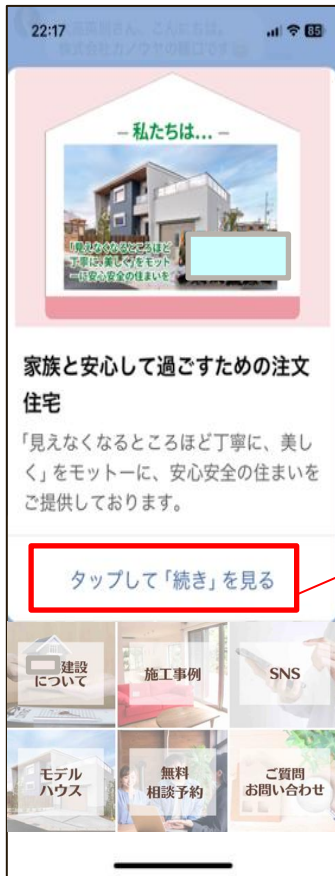 22:17
85
– 私たちは... –
「見えなくなるところほど
丁寧に、美しく」をモット
ーに安心安全の住まいを
家族と安心して過ごすための注文
住宅
「見えなくなるところほど丁寧に、美し
く」をモットーに、安心安全の住まいを
ご提供しております。
タップして「続き」を見る
建設
について
施工事例
SNS
モデル
ハウス
無料
相談予約
ご質問
お問い合わせ